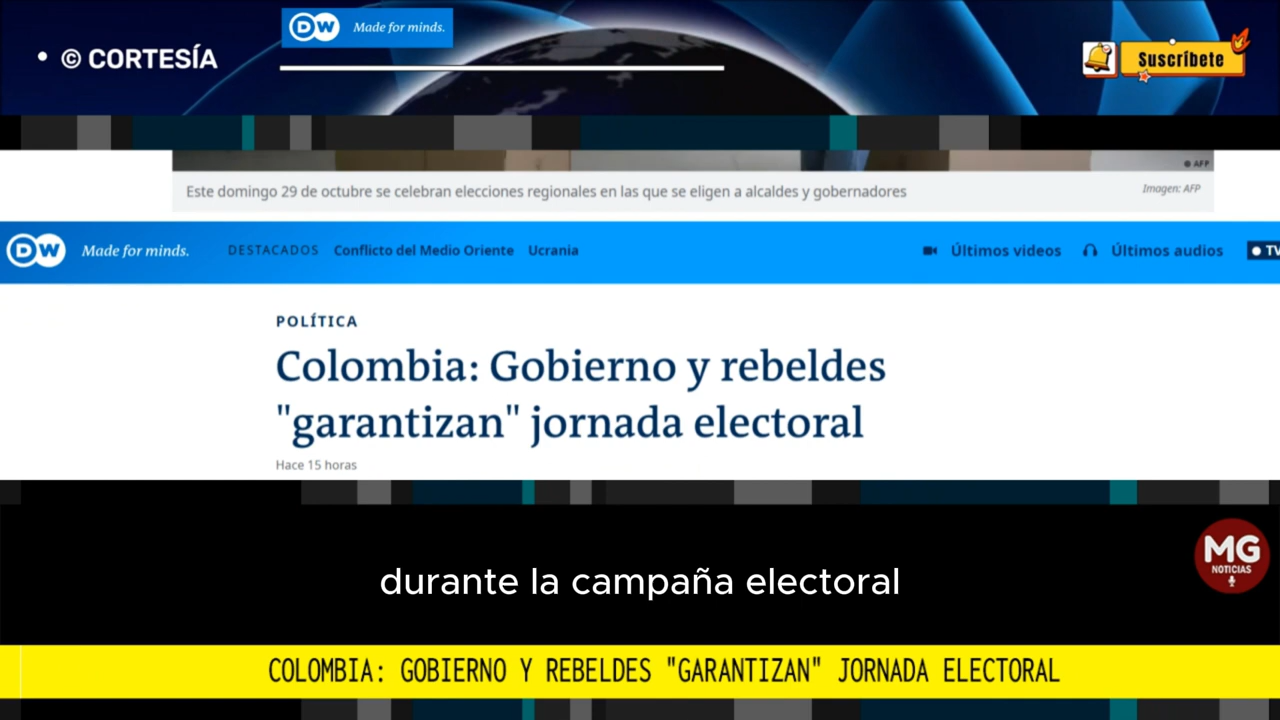 DW Made for minds.
• © CORTESÍA
Suscríbete
AFP
Este domingo 29 de octubre se celebran elecciones regionales en las que se eligen a alcaldes y gobernadores
Imagen: AFP
DW Made for minds. DESTACADOS Conflicto del Medio Oriente Ucrania Últimos videos Últimos audios TV
POLÍTICA
Colombia: Gobierno y rebeldes
"garantizan" jornada electoral
Hace 15 horas
MG
NOTICIAS
durante la campaña electoral
COLOMBIA: GOBIERNO Y REBELDES "GARANTIZAN" JORNADA ELECTORAL